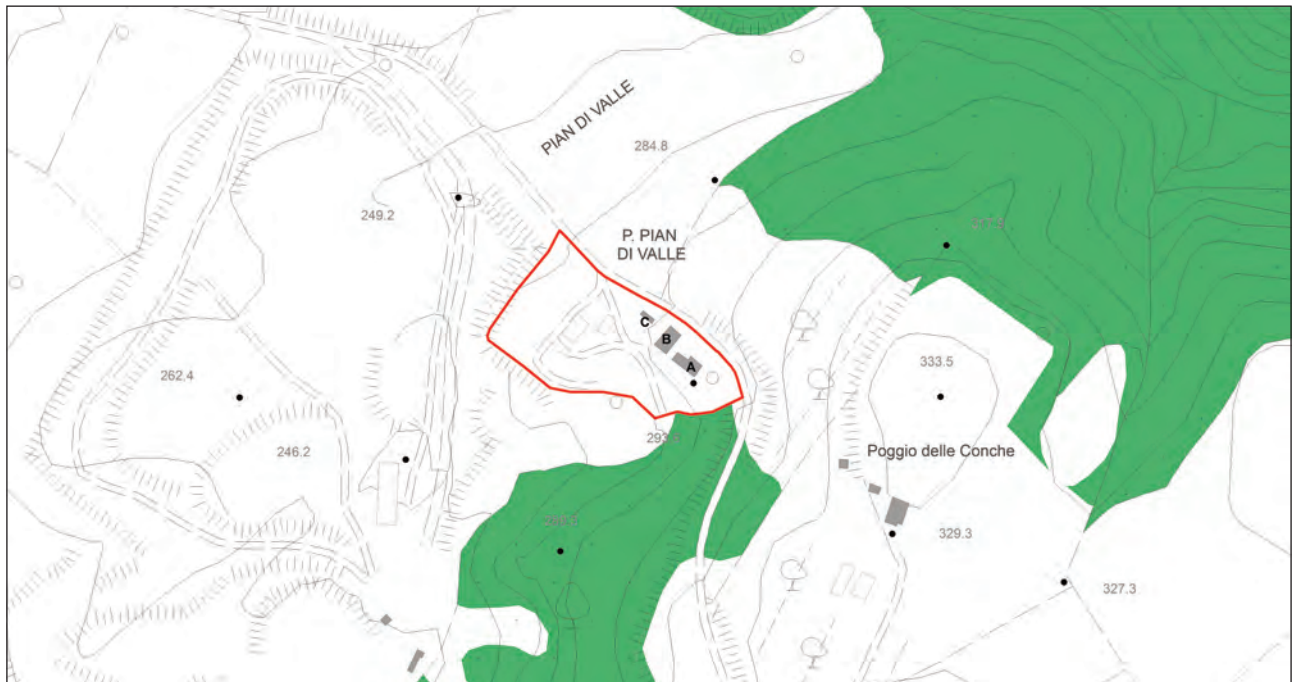 PIAN DI VALLE
284.8
249.2
P. PIAN
DI VALLE
C
B
A
262.4
333.5
246.2
Poggio delle Conche
329.3
327.3